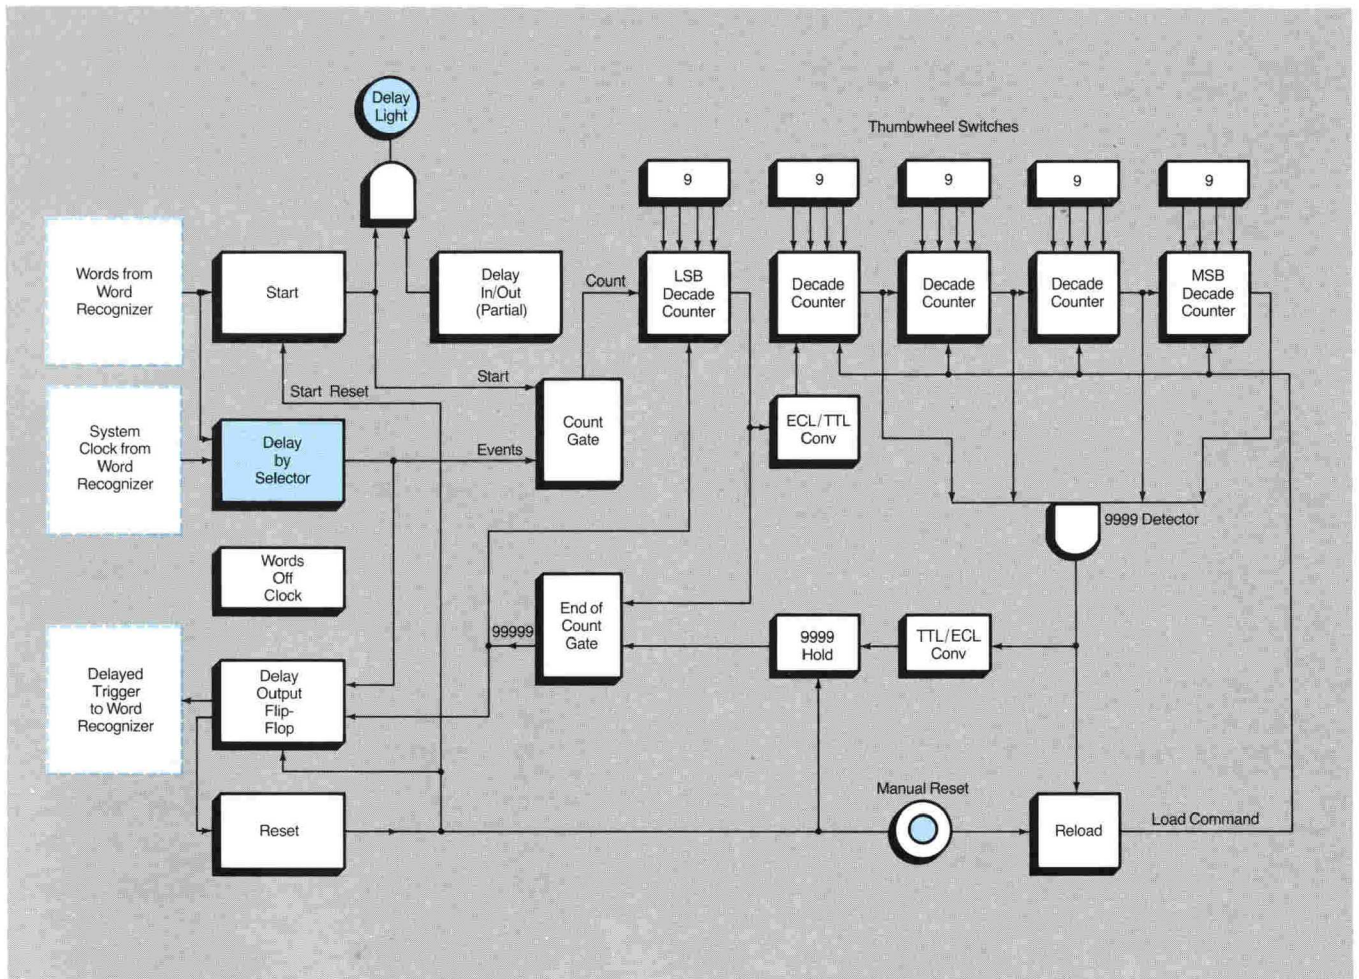 Delay
Light
Thumbwheel Switches
9
9
9
9
9
Words from
Word
Recognizer
Start
Delay
In/Out
(Partial)
Count
LSB
Decade
Counter
Decade
Counter
Decade
Counter
Decade
Counter
MSB
Decade
Counter
Start Reset
Start
System
Clock from
Word
Recognizer
Delay
by
Selector
Events
Count
Gate
ECL/TTL
Conv
9999 Detector
Words
Off
Clock
99999
End of
Count
Gate
9999
Hold
TTL/ECL
Conv
Delayed
Trigger
to Word
Recognizer
Delay
Output
Flip-
Flop
Manual Reset
Reset
Reload
Load Command